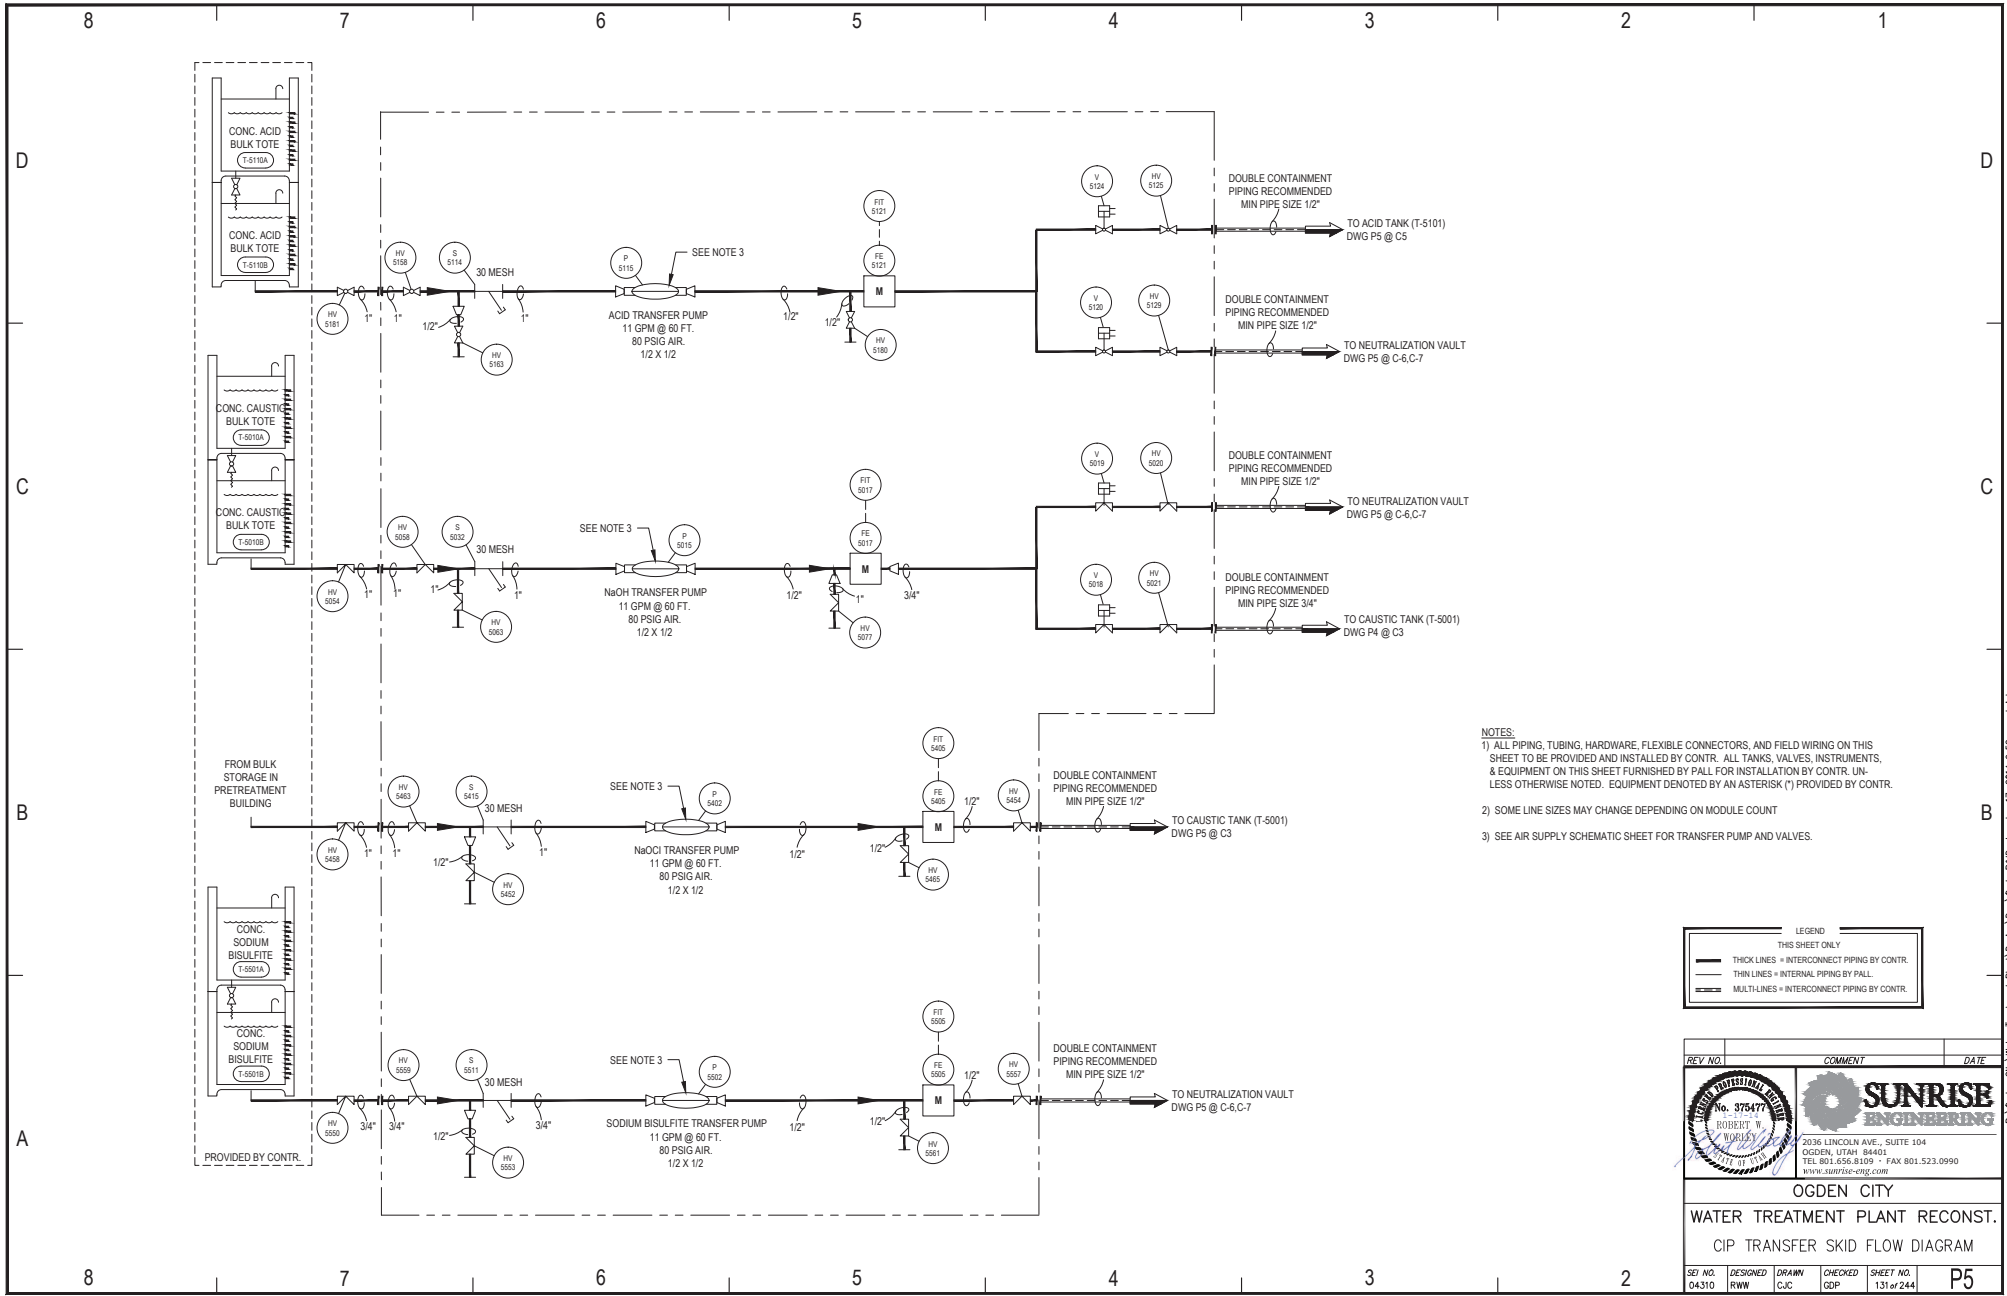 8 7 6 5 4 3 2 1
D
D
C
C
B
B
A
A
CONC. ACID
BULK TOTE
T-5110A
CONC. ACID
BULK TOTE
T-5110B
HV
5181
1"
1"
HV
5158
S
5114
30 MESH
1/2"
HV
5163
1"
P
5115
SEE NOTE 3
ACID TRANSFER PUMP
11 GPM @ 60 FT.
80 PSIG AIR.
1/2 X 1/2
1/2"
1/2"
FIT
5121
FE
5121
M
HV
5180
V
5124
HV
5125
DOUBLE CONTAINMENT
PIPING RECOMMENDED
MIN PIPE SIZE 1/2"
TO ACID TANK (T-5101)
DWG P5 @ C5
V
5120
HV
5129
DOUBLE CONTAINMENT
PIPING RECOMMENDED
MIN PIPE SIZE 1/2"
TO NEUTRALIZATION VAULT
DWG P5 @ C-6,C-7
CONC. CAUSTIC
BULK TOTE
T-5010A
CONC. CAUSTIC
BULK TOTE
T-5010B
HV
5054
1"
1"
HV
5058
S
5032
30 MESH
1"
HV
5063
1"
SEE NOTE 3
P
5015
NaOH TRANSFER PUMP
11 GPM @ 60 FT.
80 PSIG AIR.
1/2 X 1/2
1/2"
FIT
5017
FE
5017
M
1"
3/4"
HV
5077
V
5019
HV
5020
DOUBLE CONTAINMENT
PIPING RECOMMENDED
MIN PIPE SIZE 1/2"
TO NEUTRALIZATION VAULT
DWG P5 @ C-6,C-7
V
5018
HV
5021
DOUBLE CONTAINMENT
PIPING RECOMMENDED
MIN PIPE SIZE 3/4"
TO CAUSTIC TANK (T-5001)
DWG P4 @ C3
FROM BULK
STORAGE IN
PRETREATMENT
BUILDING
HV
5458
1"
1"
HV
5463
S
5415
30 MESH
1/2"
HV
5452
1"
SEE NOTE 3
P
5402
NaOCl TRANSFER PUMP
11 GPM @ 60 FT.
80 PSIG AIR.
1/2 X 1/2
1/2"
1/2"
FIT
5405
FE
5405
M
HV
5465
1/2"
HV
5454
DOUBLE CONTAINMENT
PIPING RECOMMENDED
MIN PIPE SIZE 1/2"
TO CAUSTIC TANK (T-5001)
DWG P5 @ C3
CONC.
SODIUM
BISULFITE
T-5501A
CONC.
SODIUM
BISULFITE
T-5501B
PROVIDED BY CONTR.
HV
5550
3/4"
3/4"
HV
5559
S
5511
30 MESH
1/2"
HV
5553
3/4"
SEE NOTE 3
P
5502
SODIUM BISULFITE TRANSFER PUMP
11 GPM @ 60 FT.
80 PSIG AIR.
1/2 X 1/2
1/2"
1/2"
FIT
5505
FE
5505
M
HV
5561
1/2"
HV
5557
DOUBLE CONTAINMENT
PIPING RECOMMENDED
MIN PIPE SIZE 1/2"
TO NEUTRALIZATION VAULT
DWG P5 @ C-6,C-7
NOTES:
1) ALL PIPING, TUBING, HARDWARE, FLEXIBLE CONNECTORS, AND FIELD WIRING ON THIS
SHEET TO BE PROVIDED AND INSTALLED BY CONTR. ALL TANKS, VALVES, INSTRUMENTS,
& EQUIPMENT ON THIS SHEET FURNISHED BY PALL FOR INSTALLATION BY CONTR. UN-
LESS OTHERWISE NOTED. EQUIPMENT DENOTED BY AN ASTERISK (*) PROVIDED BY CONTR.
2) SOME LINE SIZES MAY CHANGE DEPENDING ON MODULE COUNT
3) SEE AIR SUPPLY SCHEMATIC SHEET FOR TRANSFER PUMP AND VALVES.
LEGEND
THIS SHEET ONLY
THICK LINES = INTERCONNECT PIPING BY CONTR.
THIN LINES = INTERNAL PIPING BY PALL.
MULTI-LINES = INTERCONNECT PIPING BY CONTR.
REV NO. COMMENT DATE
LICENSED PROFESSIONAL ENGINEER
No. 375477
1-17-14
ROBERT W.
WORLEY
STATE OF UTAH
SUNRISE
ENGINEERING
2036 LINCOLN AVE., SUITE 104
OGDEN, UTAH 84401
TEL 801.656.8109 · FAX 801.523.0990
www.sunrise-eng.com
OGDEN CITY
WATER TREATMENT PLANT RECONST.
CIP TRANSFER SKID FLOW DIAGRAM
SEI NO. DESIGNED DRAWN CHECKED SHEET NO.
04310 RWW CJC GDP 131 of 244 P5
8 7 6 5 4 3 2